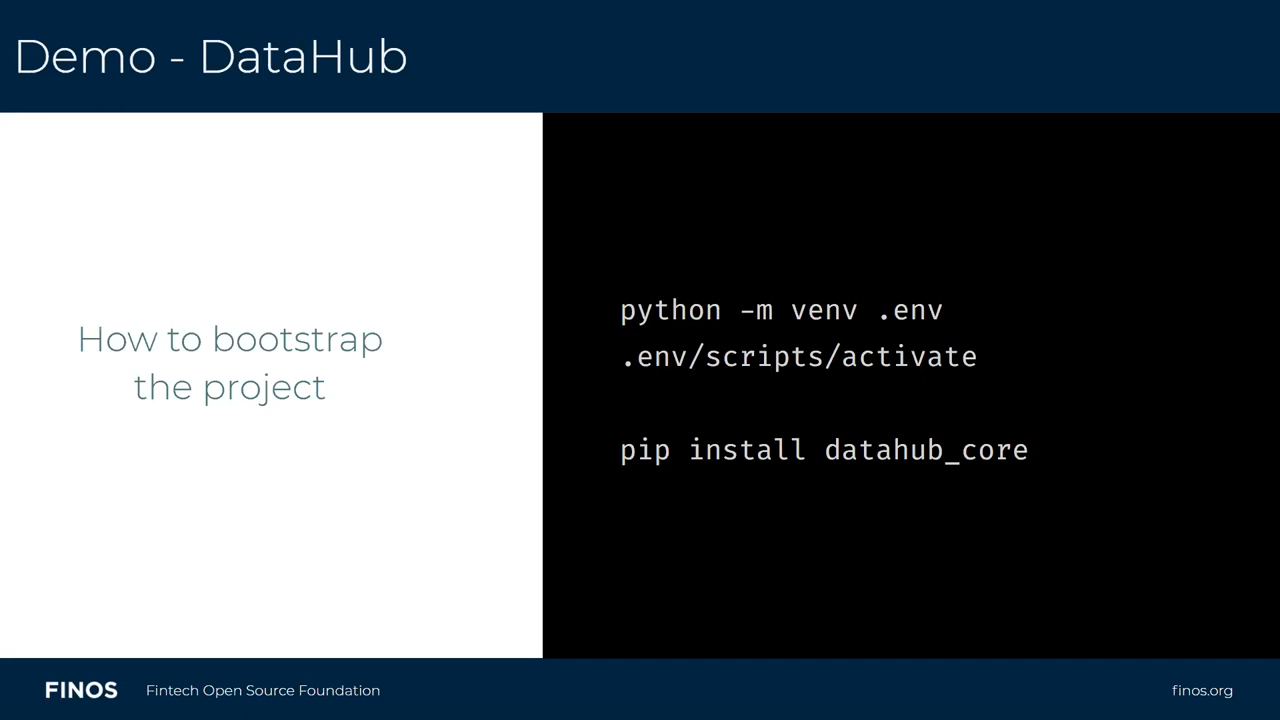 Demo - DataHub
How to bootstrap
the project
python -m venv .env
.env/scripts/activate
pip install datahub_core
FINOS Fintech Open Source Foundation
finos.org